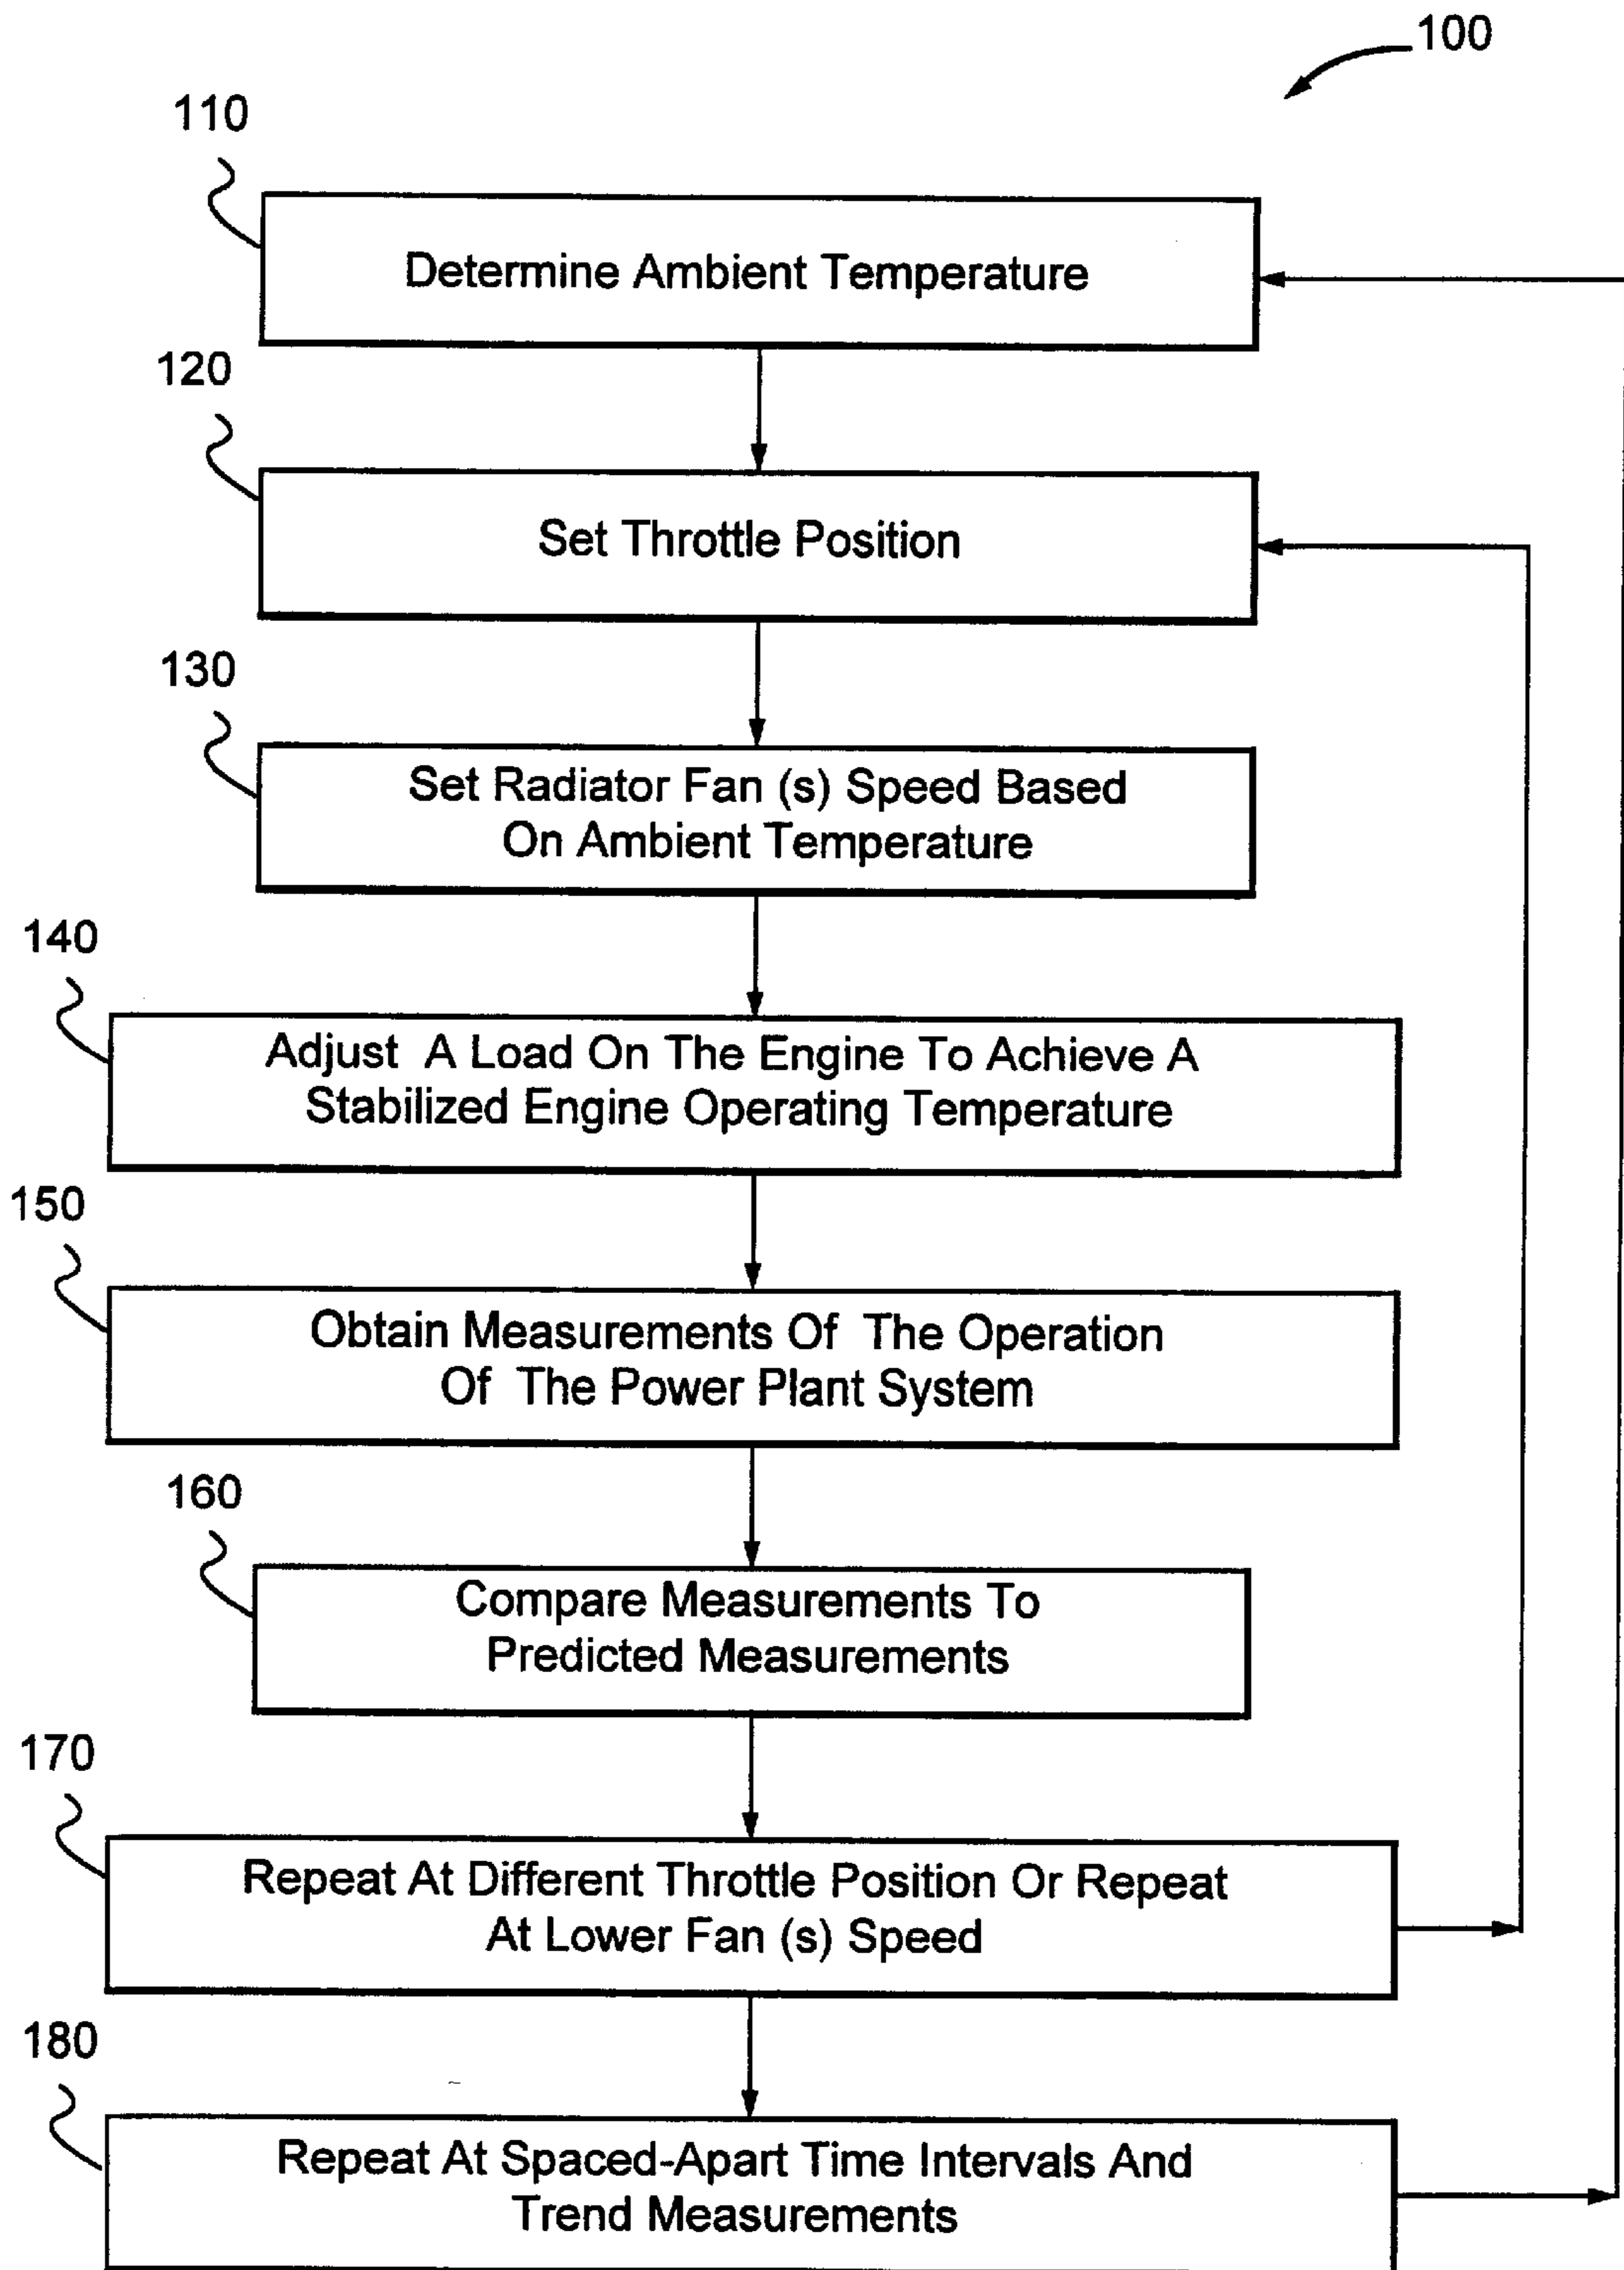 100
110
Determine Ambient Temperature
120
Set Throttle Position
130
Set Radiator Fan (s) Speed Based
On Ambient Temperature
140
Adjust A Load On The Engine To Achieve A
Stabilized Engine Operating Temperature
150
Obtain Measurements Of The Operation
Of The Power Plant System
160
Compare Measurements To
Predicted Measurements
170
Repeat At Different Throttle Position Or Repeat
At Lower Fan (s) Speed
180
Repeat At Spaced-Apart Time Intervals And
Trend Measurements